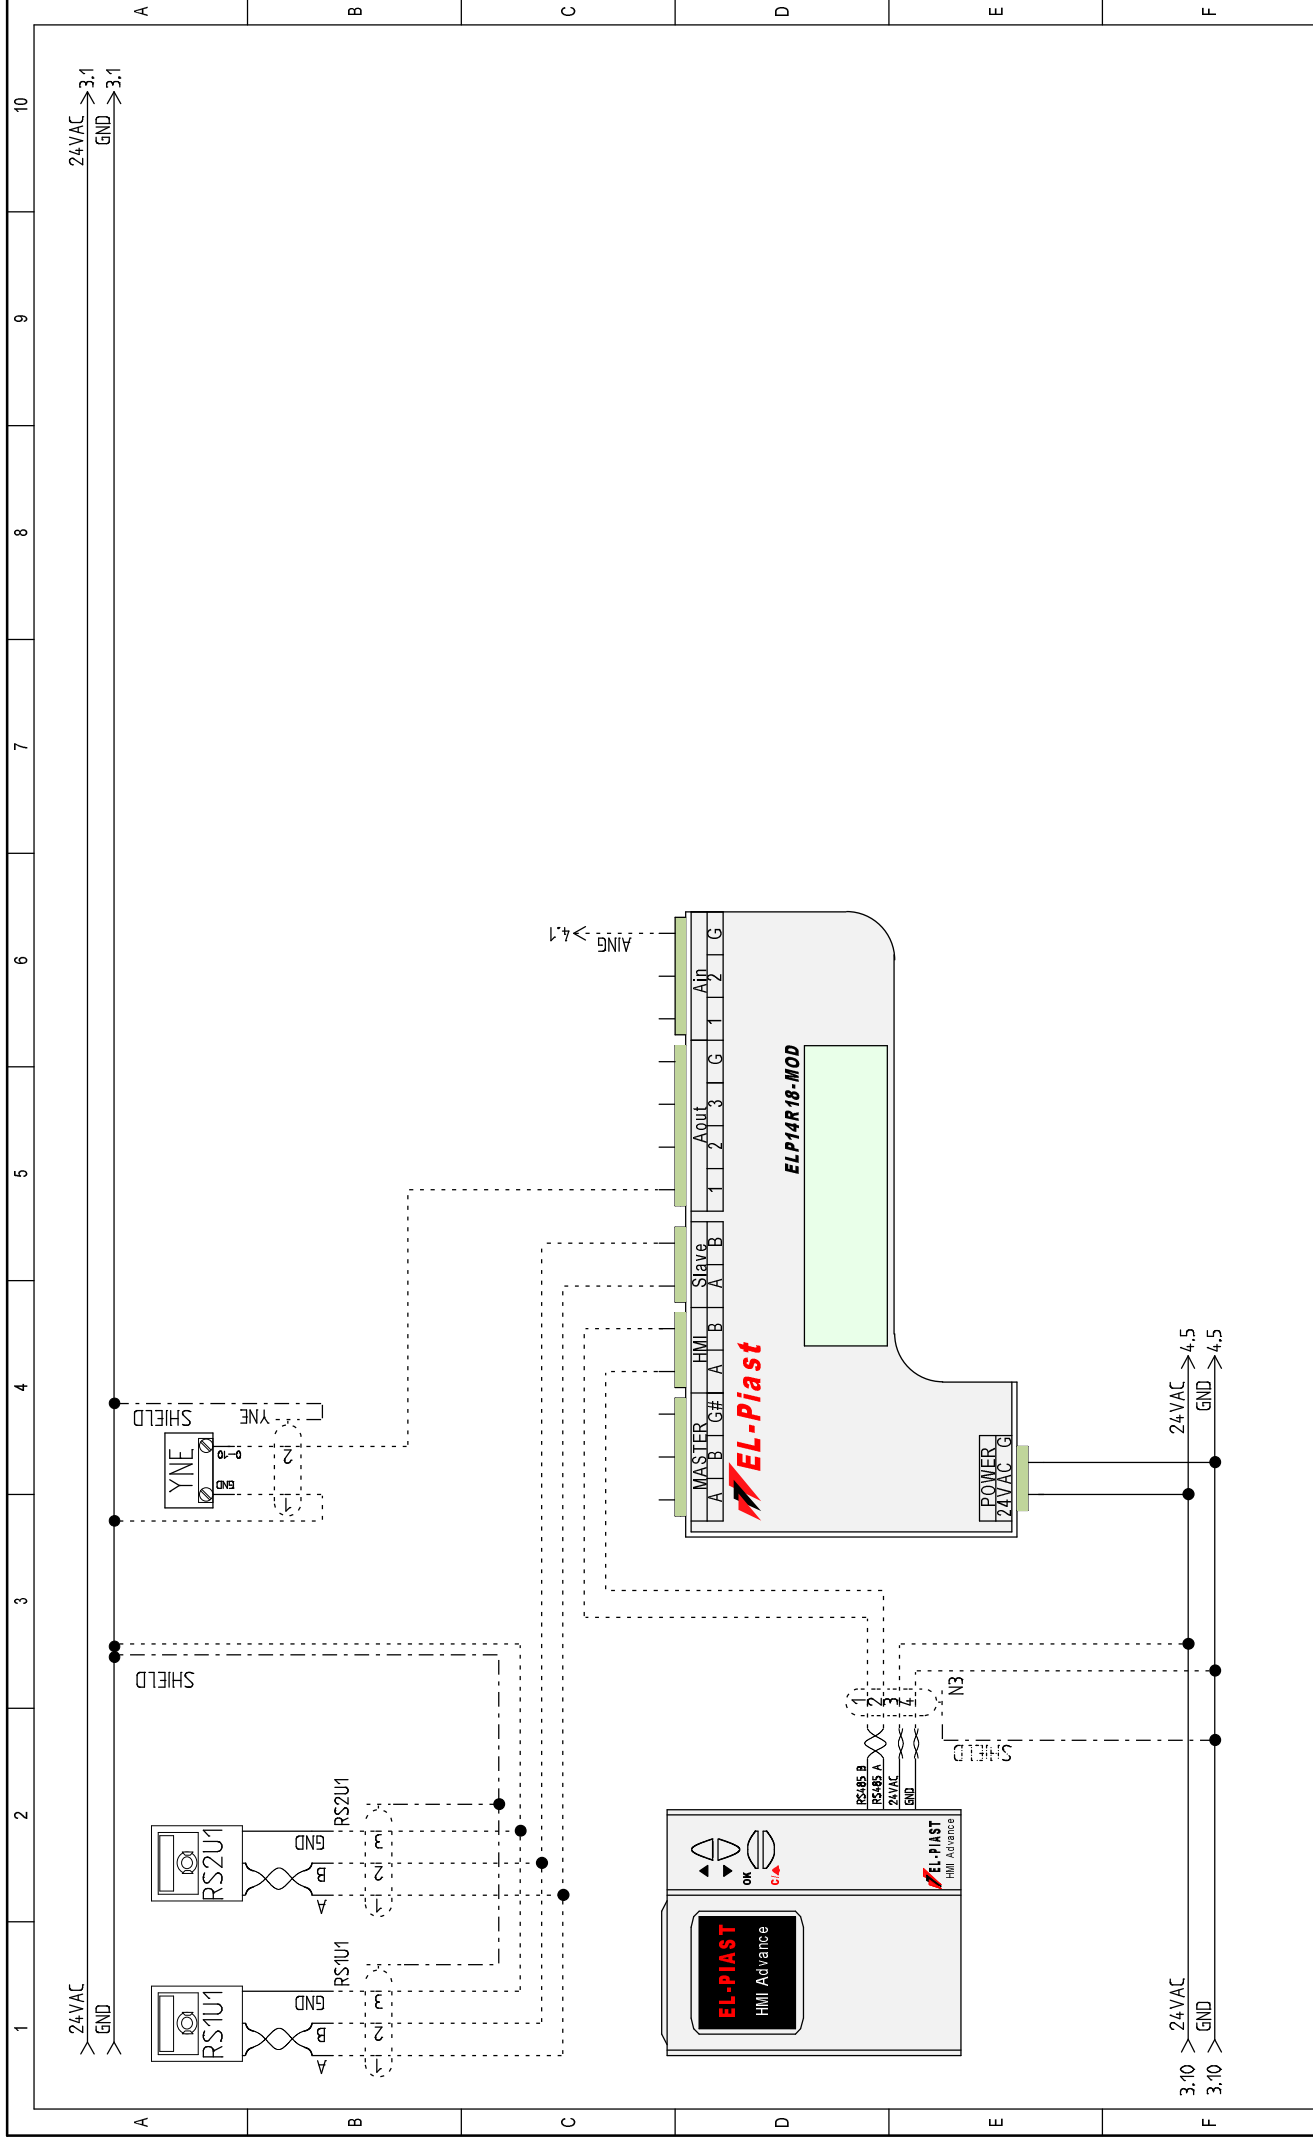 1 2 3 4 5 6 7 8 9 10
A
24VAC
GND
24VAC 3.1
GND 3.1
RS1U1
RS2U1
YNE
GND 0-10
SHIELD
SHIELD
YNE
1 2
B
A B GND
1 2 3
RS1U1
A B GND
1 2 3
RS2U1
C
4.1
AING
D
MASTER HMI Slave Aout Ain
A B G# A B A B 1 2 3 G 1 2 G
EL-Piast
ELP14R18-MOD
EL-PIAST
HMI Advance
OK
C/
RS485 B
RS485 A
24VAC
GND
1
2
3
4
N3
SHIELD
EL-PIAST
HMI Advance
E
POWER
24VAC G
F
3.10 24VAC
3.10 GND
24VAC 4.5
GND 4.5
A
B
C
D
E
F